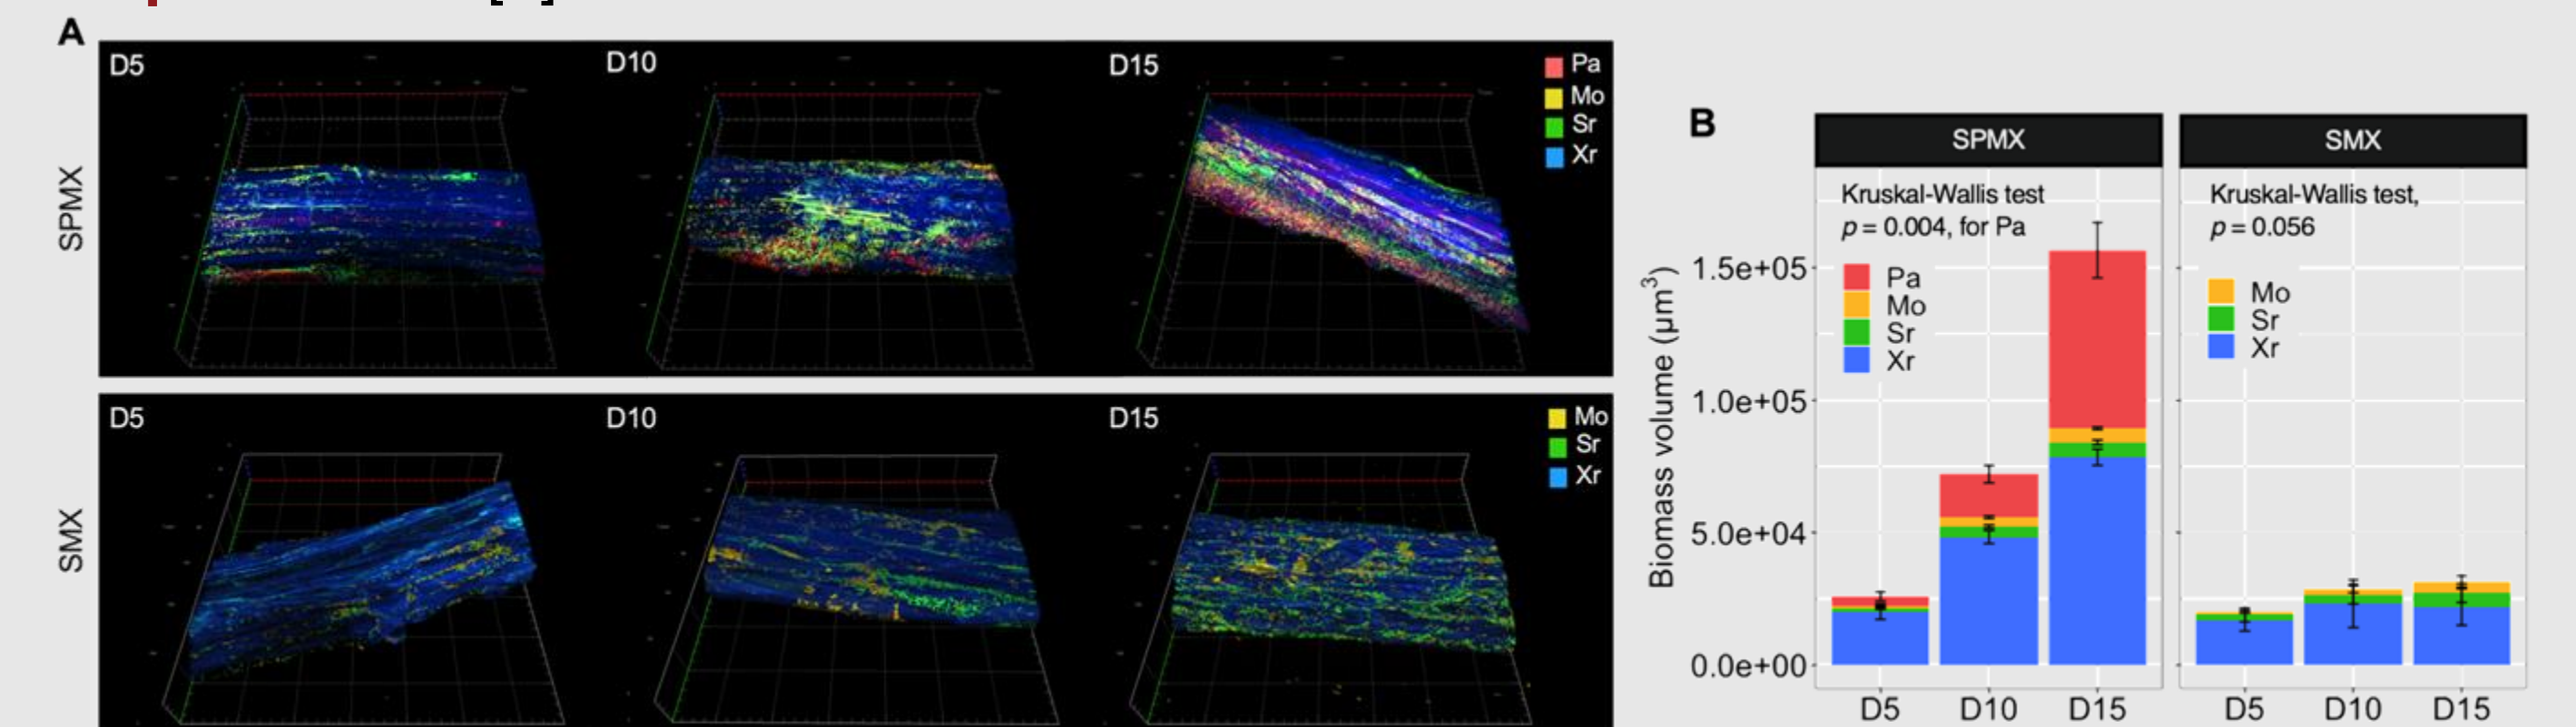 A
D5
D10
D15
Pa
Mo
Sr
Xr
SPMX
D5
D10
D15
Mo
Sr
Xr
SMX
B
SPMX
SMX
Kruskal-Wallis test
p = 0.004, for Pa
Kruskal-Wallis test,
p = 0.056
Pa
Mo
Sr
Xr
Mo
Sr
Xr
Biomass volume (µm³)
1.5e+05
1.0e+05
5.0e+04
0.0e+00
D5
D10
D15
D5
D10
D15